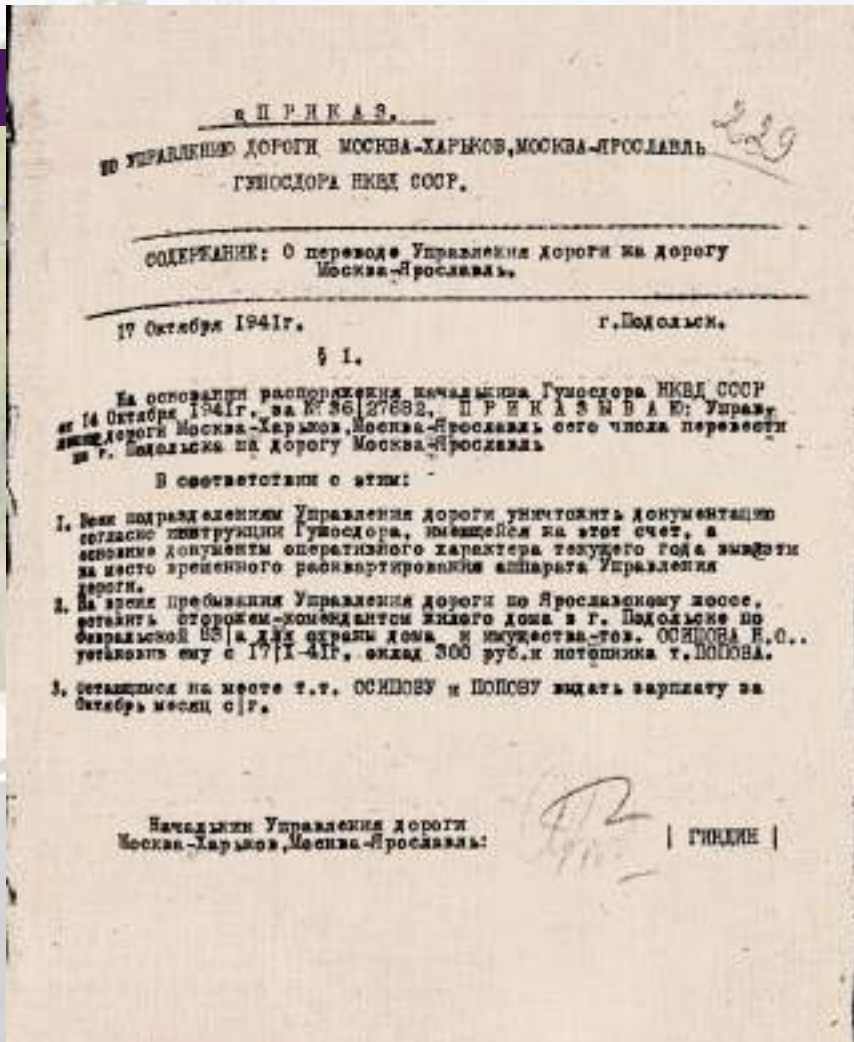 П Р И К А З.
229
ПО УПРАВЛЕНИЮ ДОРОГИ МОСКВА-ХАРЬКОВ,МОСКВА-ЯРОСЛАВЛЬ
ГУШОСДОРА НКВД СССР.
СОДЕРЖАНИЕ: О переводе Управления дороги на дорогу
Москва-Ярославль.
17 Октября 1941г. г.Подольск.
§ 1.
На основании распоряжения начальника Гушосдора НКВД СССР
от 14 Октября 1941г. за № 36|27682, П Р И К А З Ы В А Ю: Управ-
дороги Москва-Харьков,Москва-Ярославль сего числа перевести
из г. Подольска на дорогу Москва-Ярославль
В соответствии с этим:
1. Всем подразделениям Управления дороги уничтожить документацию
согласно инструкции Гушосдора, имеющейся на этот счет, а
основные документы оперативного характера текущего года вывезти
на место временного расквартирования аппарата Управления
дороги.
2. На время пребывания Управления дороги по Ярославскому шоссе,
оставить сторожем-комендантом жилого дома в г. Подольске по
Февральской 83|а для охраны дома и имущества-тов. ОСИПОВА Н.С..
установив ему с 17|X-41г. оклад 300 руб.и истопника т.ПОПОВА.
3. Остающимся на месте т.т. ОСИПОВУ и ПОПОВУ выдать зарплату за
Октябрь месяц с|г.
Начальник Управления дороги
Москва-Харьков,Москва-Ярославль: | ГИНДИН |